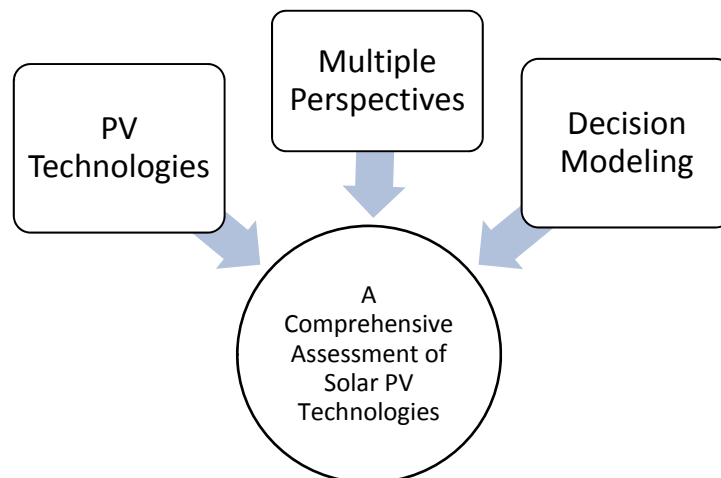 PV
Technologies
Multiple
Perspectives
Decision
Modeling
A
Comprehensive
Assessment of
Solar PV
Technologies